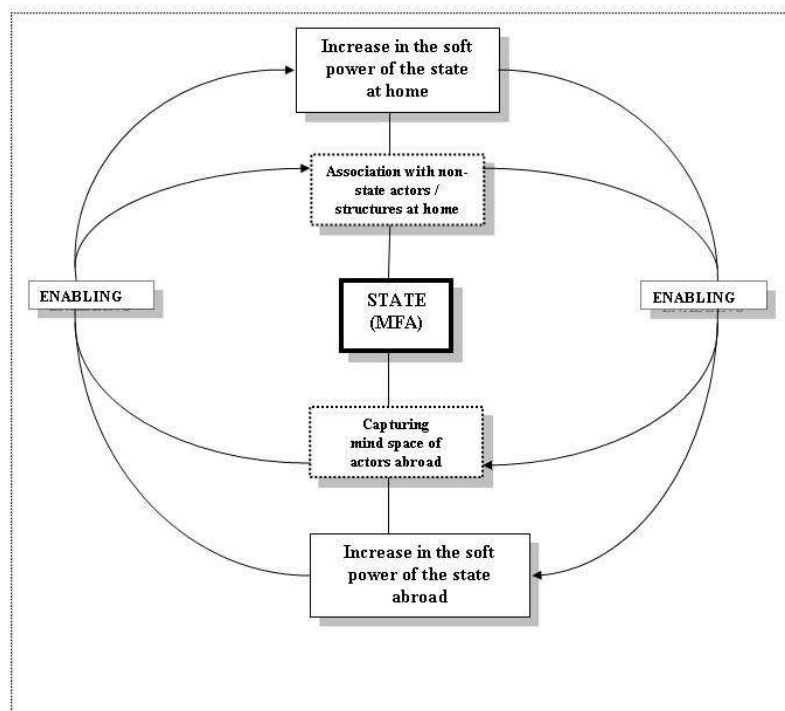 Increase in the soft
power of the state
at home
Association with non-
state actors /
structures at home
ENABLING
STATE
(MFA)
ENABLING
Capturing
mind space of
actors abroad
Increase in the soft
power of the state
abroad